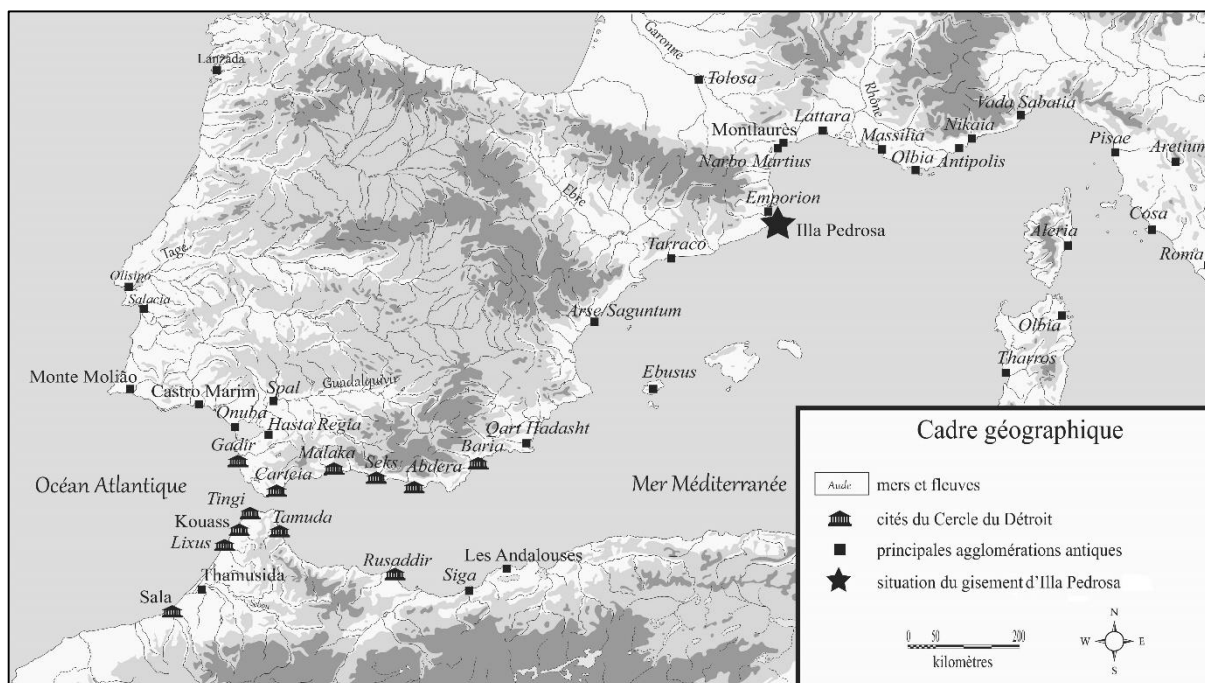 Garonne
Lanzada
Tolosa
Rhône
Vada Sabatia
Lattara
Montlaurès
Massilia
Nikaia
Pisae
Narbo Martius
Olbia
Antipolis
Aretium
Ebre
Emporion
Illa Pedrosa
Cosa
Tarraco
Aleria
Roma
Tage
Olisipo
Salacia
Arse/Saguntum
Olbia
Tharros
Monte Molião
Ebusus
Guadalquivir
Castro Marim
Spal
Onuba
Hasta Regia
Qart Hadasht
Gadir
Malaka
Seks
Abdera
Baria
Carteia
Océan Atlantique
Mer Méditerranée
Tingi
Kouass
Tamuda
Lixus
Rusaddir
Les Andalouses
Thamusida
Siga
Sala
Sebou
Cadre géographique
Aude
mers et fleuves
cités du Cercle du Détroit
principales agglomérations antiques
situation du gisement d'Illa Pedrosa
0 50 200
kilomètres
N
W E
S